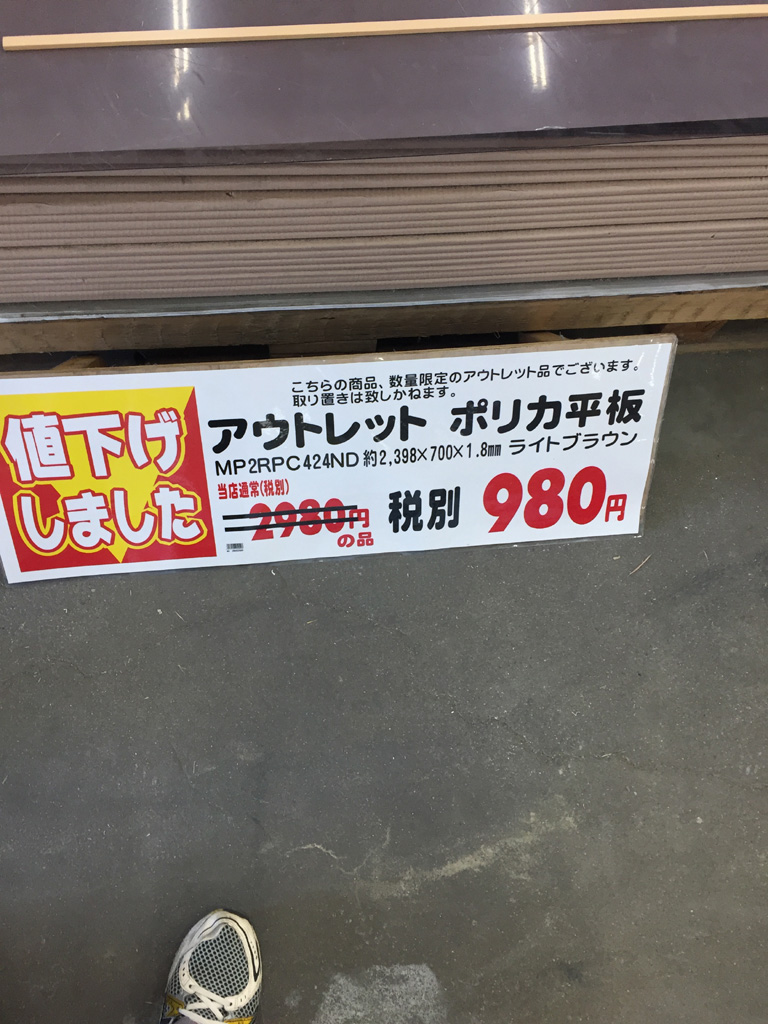 値下げ
しました
こちらの商品、数量限定のアウトレット品でございます。
取り置きは致しかねます。
アウトレット ポリカ平板
MP2RPC424ND 約2,398×700×1.8mm ライトブラウン
当店通常(税別)
2980円
の品
税別 980円